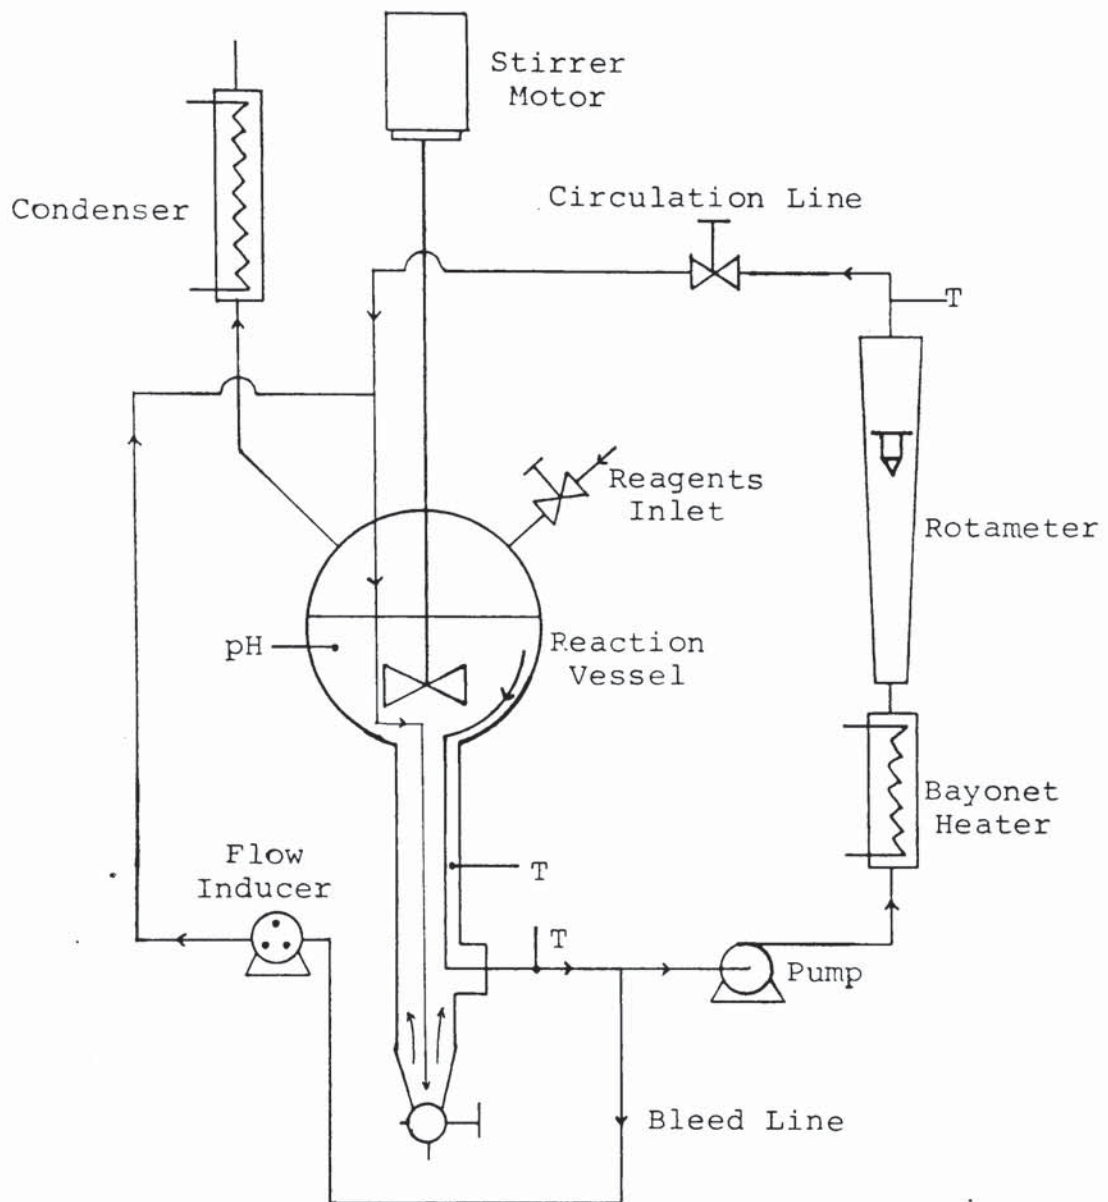 Stirrer
Motor
Condenser
Circulation Line
T
Reagents
Inlet
Rotameter
pH
Reaction
Vessel
Bayonet
Heater
Flow
Inducer
T
T
Pump
Bleed Line